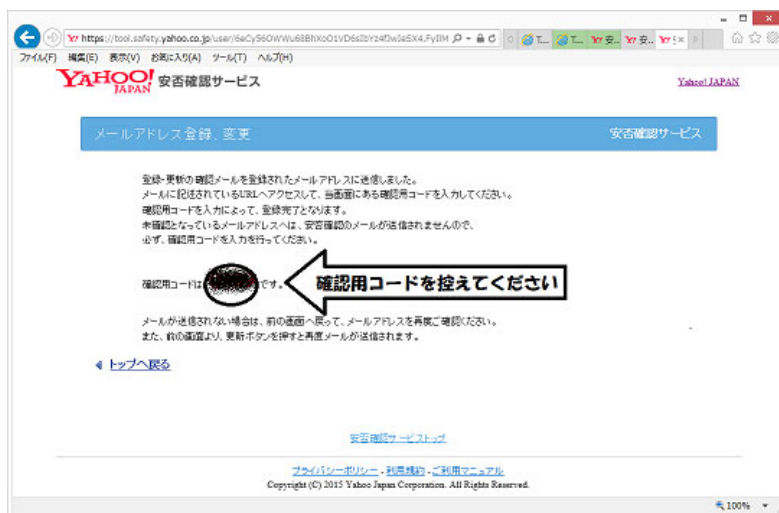 https://tool.safety.yahoo.co.jp/user/
T...
T...
安...
安...
ファイル(F) 編集(E) 表示(V) お気に入り(A) ツール(T) ヘルプ(H)
YAHOO! JAPAN 安否確認サービス
Yahoo! JAPAN
メールアドレス登録、変更
安否確認サービス
登録・更新の確認メールを登録されたメールアドレスに送信しました。
メールに記述されているURLへアクセスして、当画面にある確認用コードを入力してください。
確認用コードを入力によって、登録完了となります。
未確認となっているメールアドレスへは、安否確認のメールが送信されませんので、
必ず、確認用コードを入力を行ってください。
確認用コードは
です。
確認用コードを控えてください
メールが送信されない場合は、前の画面へ戻って、メールアドレスを再度ご確認ください。
また、前の画面より、更新ボタンを押すと再度メールが送信されます。
トップへ戻る
安否確認サービストップ
プライバシーポリシー - 利用規約 - ご利用マニュアル
Copyright (C) 2015 Yahoo Japan Corporation. All Rights Reserved.
100%